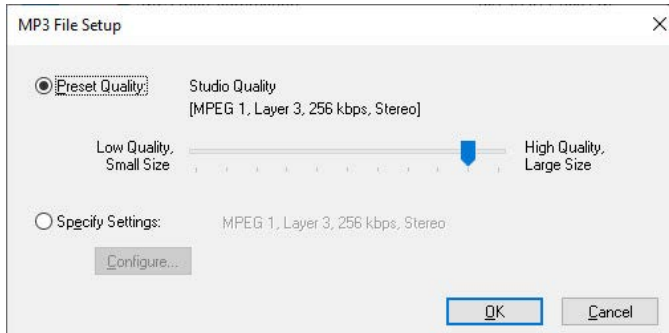 MP3 File Setup
Preset Quality:
Studio Quality
[MPEG 1, Layer 3, 256 kbps, Stereo]
Low Quality,
Small Size
High Quality,
Large Size
Specify Settings:
MPEG 1, Layer 3, 256 kbps, Stereo
Configure...
OK
Cancel